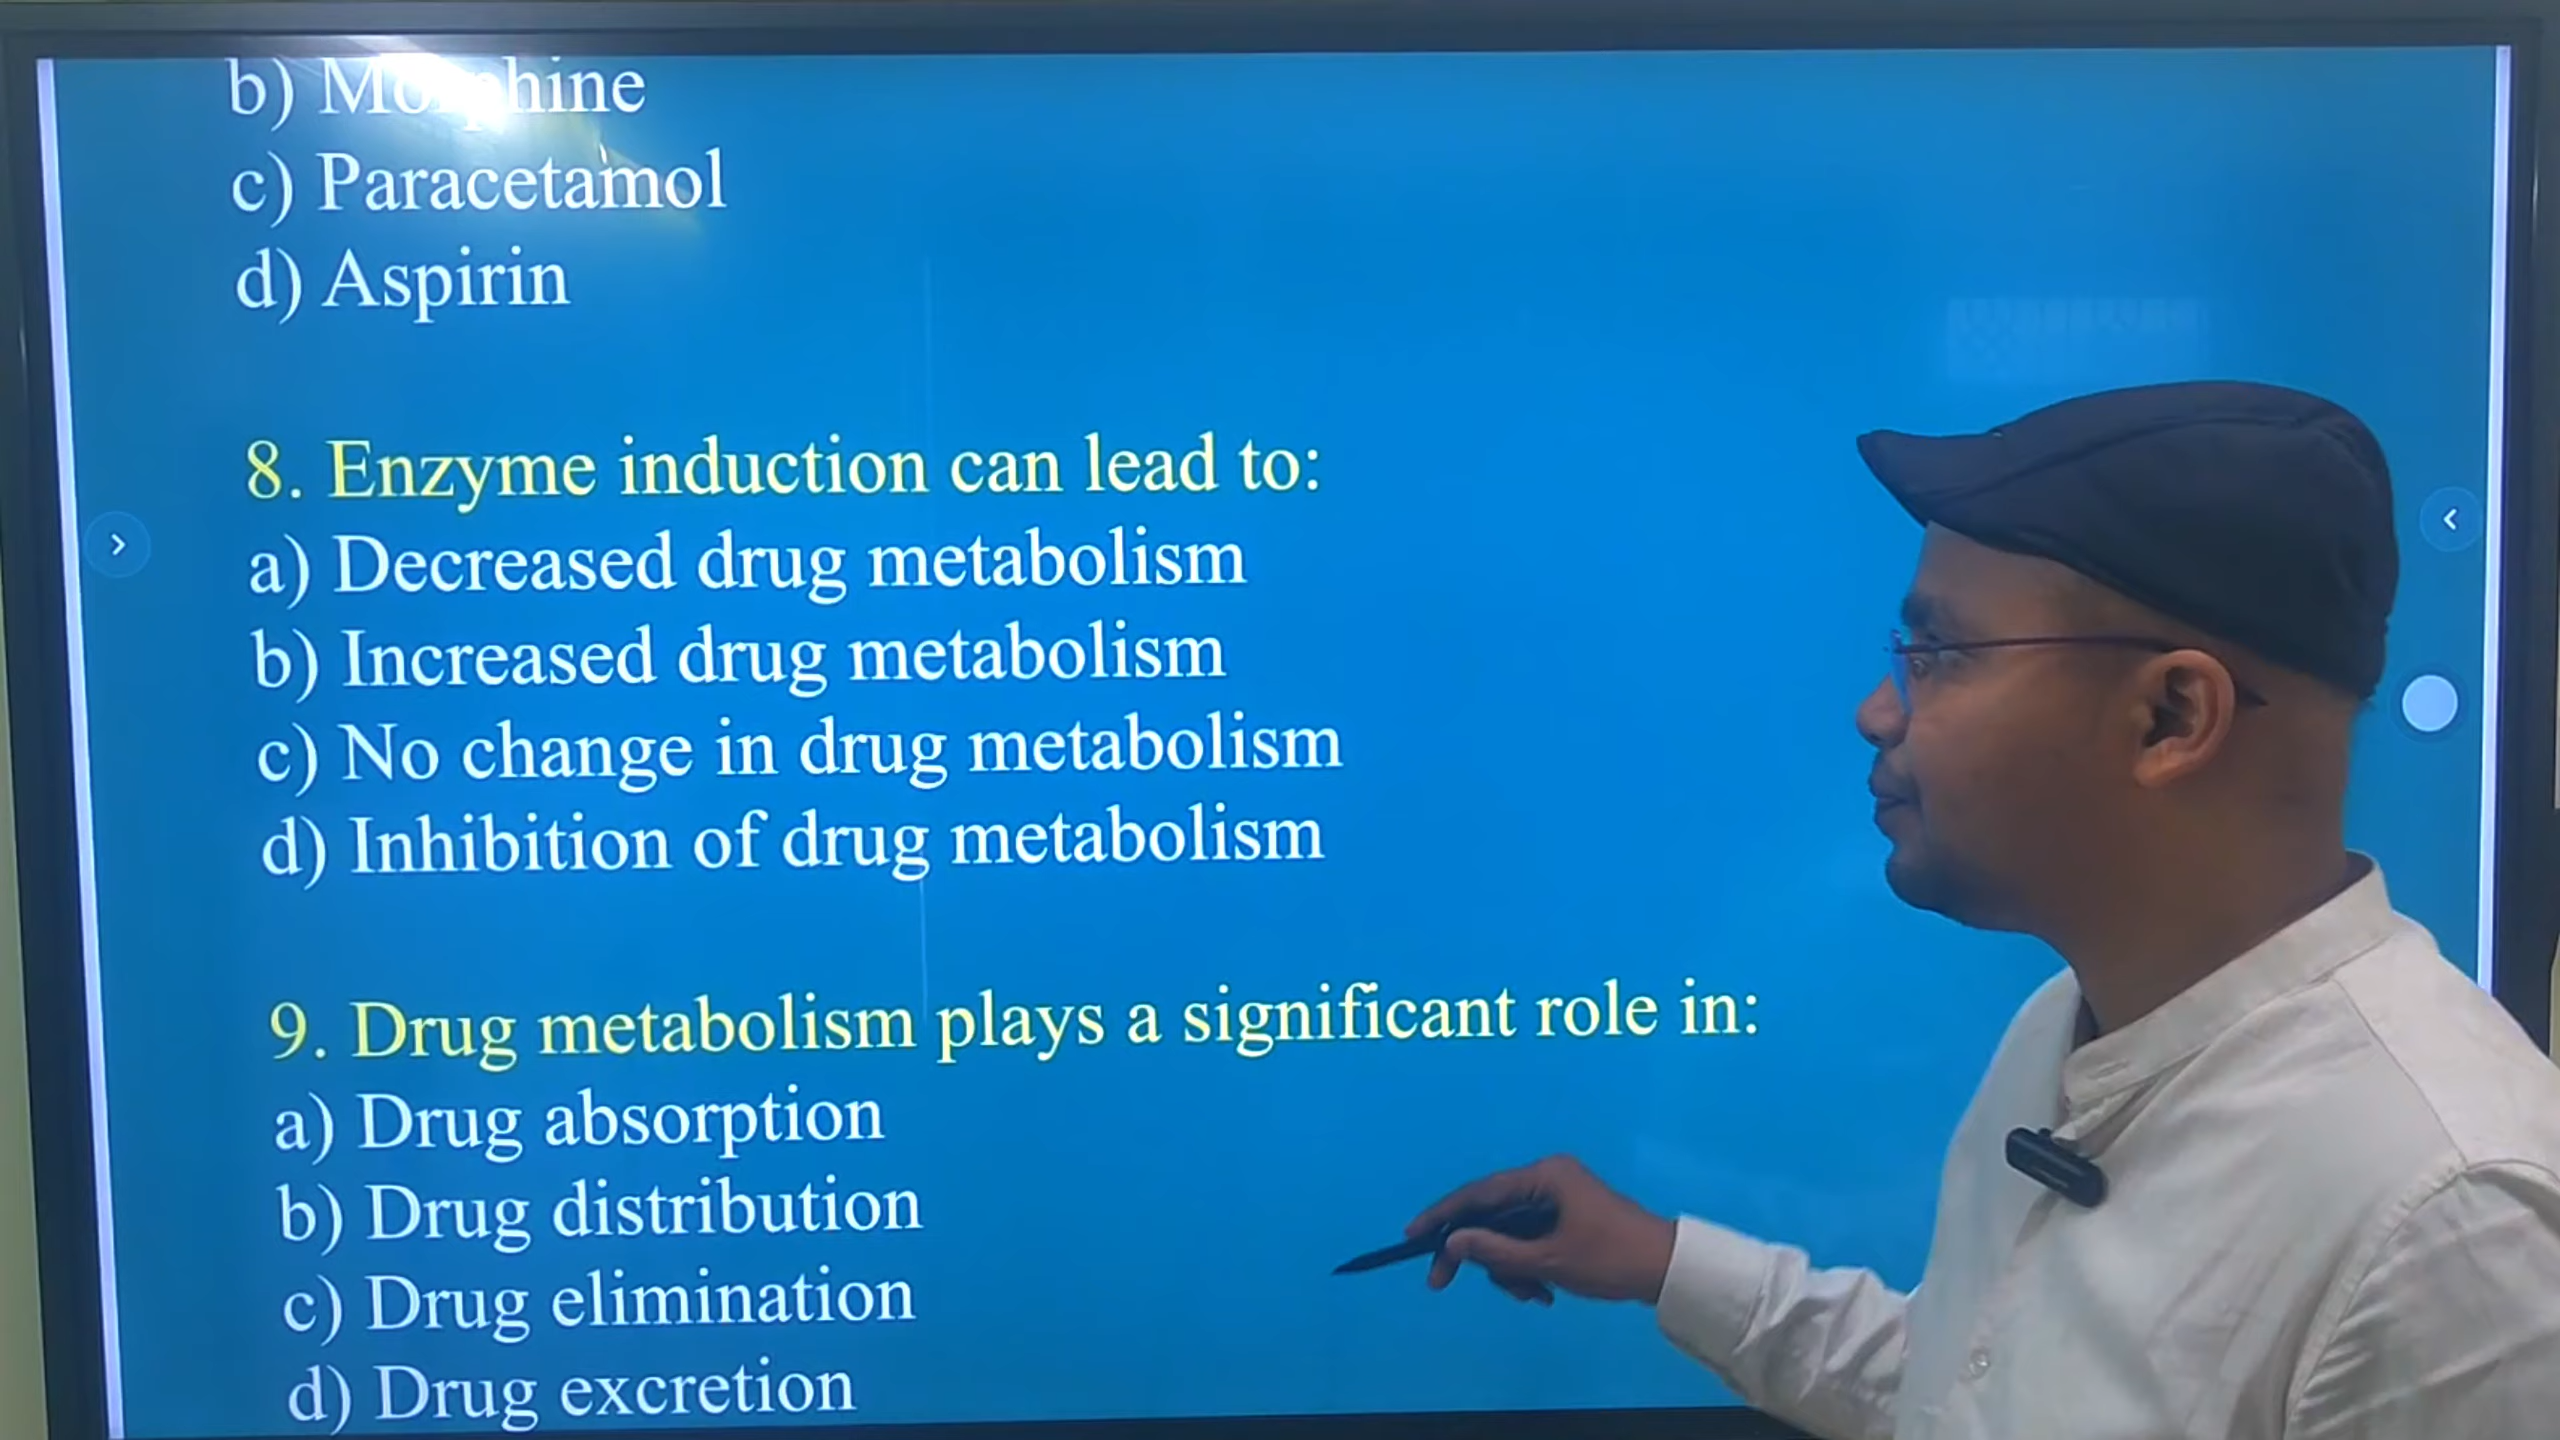 b) Morphine
c) Paracetamol
d) Aspirin
8. Enzyme induction can lead to:
a) Decreased drug metabolism
b) Increased drug metabolism
c) No change in drug metabolism
d) Inhibition of drug metabolism
9. Drug metabolism plays a significant role in:
a) Drug absorption
b) Drug distribution
c) Drug elimination
d) Drug excretion